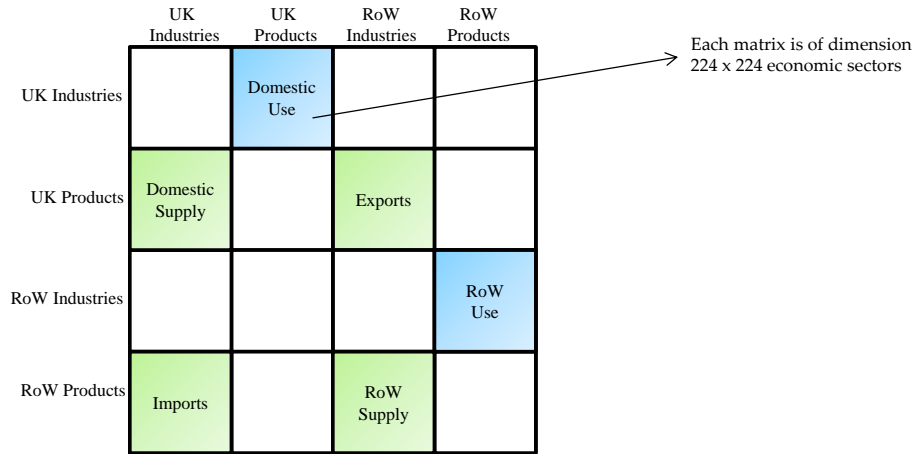 UK
Industries
UK
Products
RoW
Industries
RoW
Products
Each matrix is of dimension
224 x 224 economic sectors
UK Industries
Domestic
Use
UK Products
Domestic
Supply
Exports
RoW Industries
RoW
Use
RoW Products
Imports
RoW
Supply